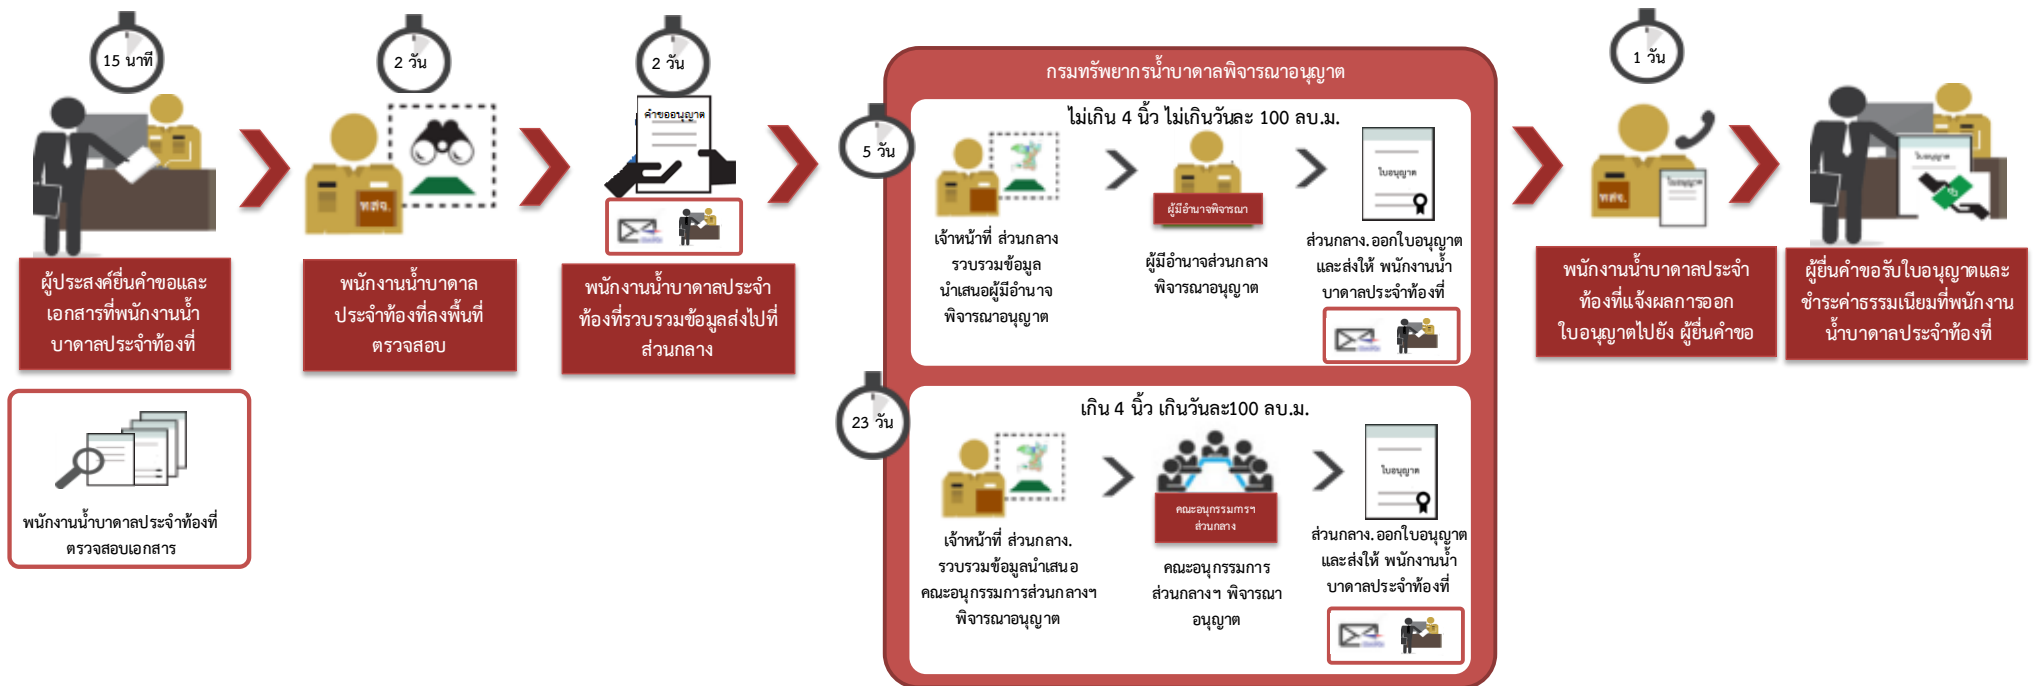 15 นาที
ทสจ.
ผู้ประสงค์ยื่นคำขอและ
เอกสารที่พนักงานน้ำ
บาดาลประจำท้องที่
พนักงานน้ำบาดาลประจำท้องที่
ตรวจสอบเอกสาร
2 วัน
พนักงานน้ำบาดาล
ประจำท้องที่ลงพื้นที่
ตรวจสอบ
2 วัน
คำขออนุญาต
พนักงานน้ำบาดาลประจำ
ท้องที่รวบรวมข้อมูลส่งไปที่
ส่วนกลาง
กรมทรัพยากรน้ำบาดาลพิจารณาอนุญาต
5 วัน
ไม่เกิน 4 นิ้ว ไม่เกินวันละ 100 ลบ.ม.
เจ้าหน้าที่ ส่วนกลาง
รวบรวมข้อมูล
นำเสนอผู้มีอำนาจ
พิจารณาอนุญาต
ผู้มีอำนาจพิจารณา
ผู้มีอำนาจส่วนกลาง
พิจารณาอนุญาต
ใบอนุญาต
ส่วนกลาง.ออกใบอนุญาต
และส่งให้ พนักงานน้ำ
บาดาลประจำท้องที่
23 วัน
เกิน 4 นิ้ว เกินวันละ100 ลบ.ม.
เจ้าหน้าที่ ส่วนกลาง.
รวบรวมข้อมูลนำเสนอ
คณะอนุกรรมการส่วนกลางฯ
พิจารณาอนุญาต
คณะอนุกรรมการฯ
ส่วนกลาง
คณะอนุกรรมการ
ส่วนกลางฯ พิจารณา
อนุญาต
ใบอนุญาต
ส่วนกลาง.ออกใบอนุญาต
และส่งให้ พนักงานน้ำ
บาดาลประจำท้องที่
1 วัน
ทสจ.
ใบอนุญาต
พนักงานน้ำบาดาลประจำ
ท้องที่แจ้งผลการออก
ใบอนุญาตไปยัง ผู้ยื่นคำขอ
ใบอนุญาต
ผู้ยื่นคำขอรับใบอนุญาตและ
ชำระค่าธรรมเนียมที่พนักงาน
น้ำบาดาลประจำท้องที่